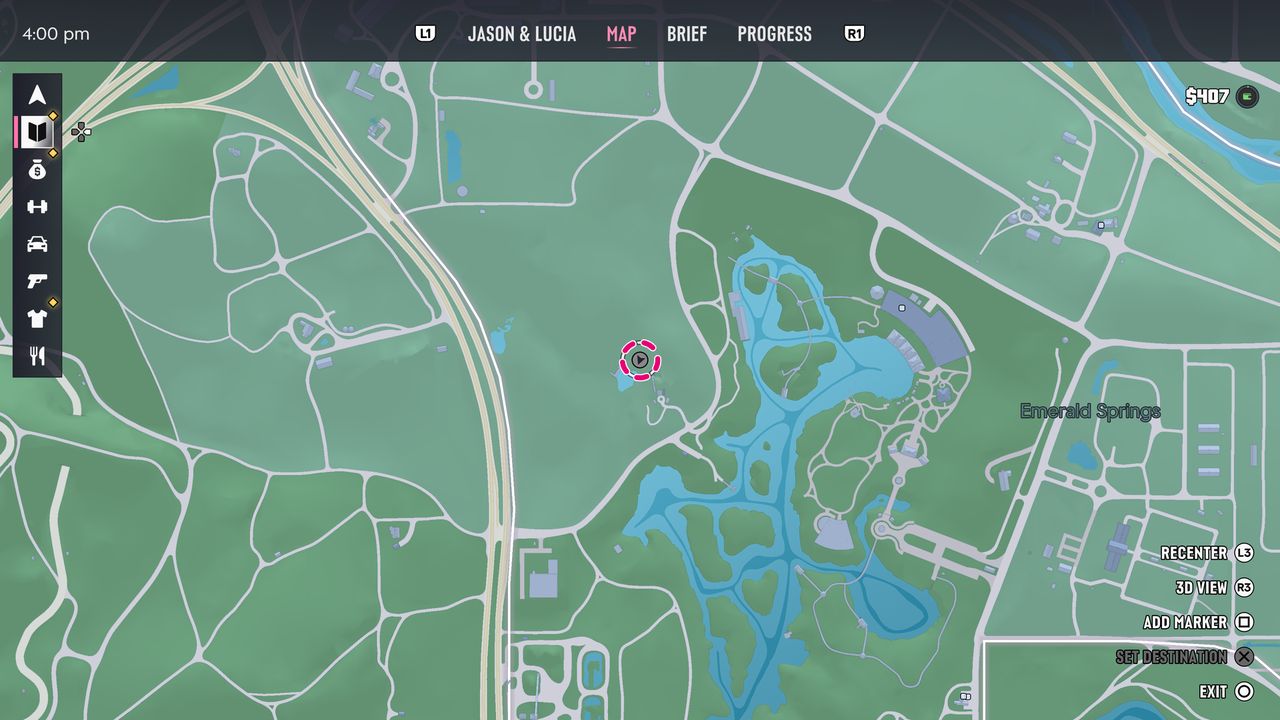 4:00 pm
L1 JASON & LUCIA MAP BRIEF PROGRESS R1
$407
Emerald Springs
RECENTER L3
3D VIEW R3
ADD MARKER
SET DESTINATION
EXIT